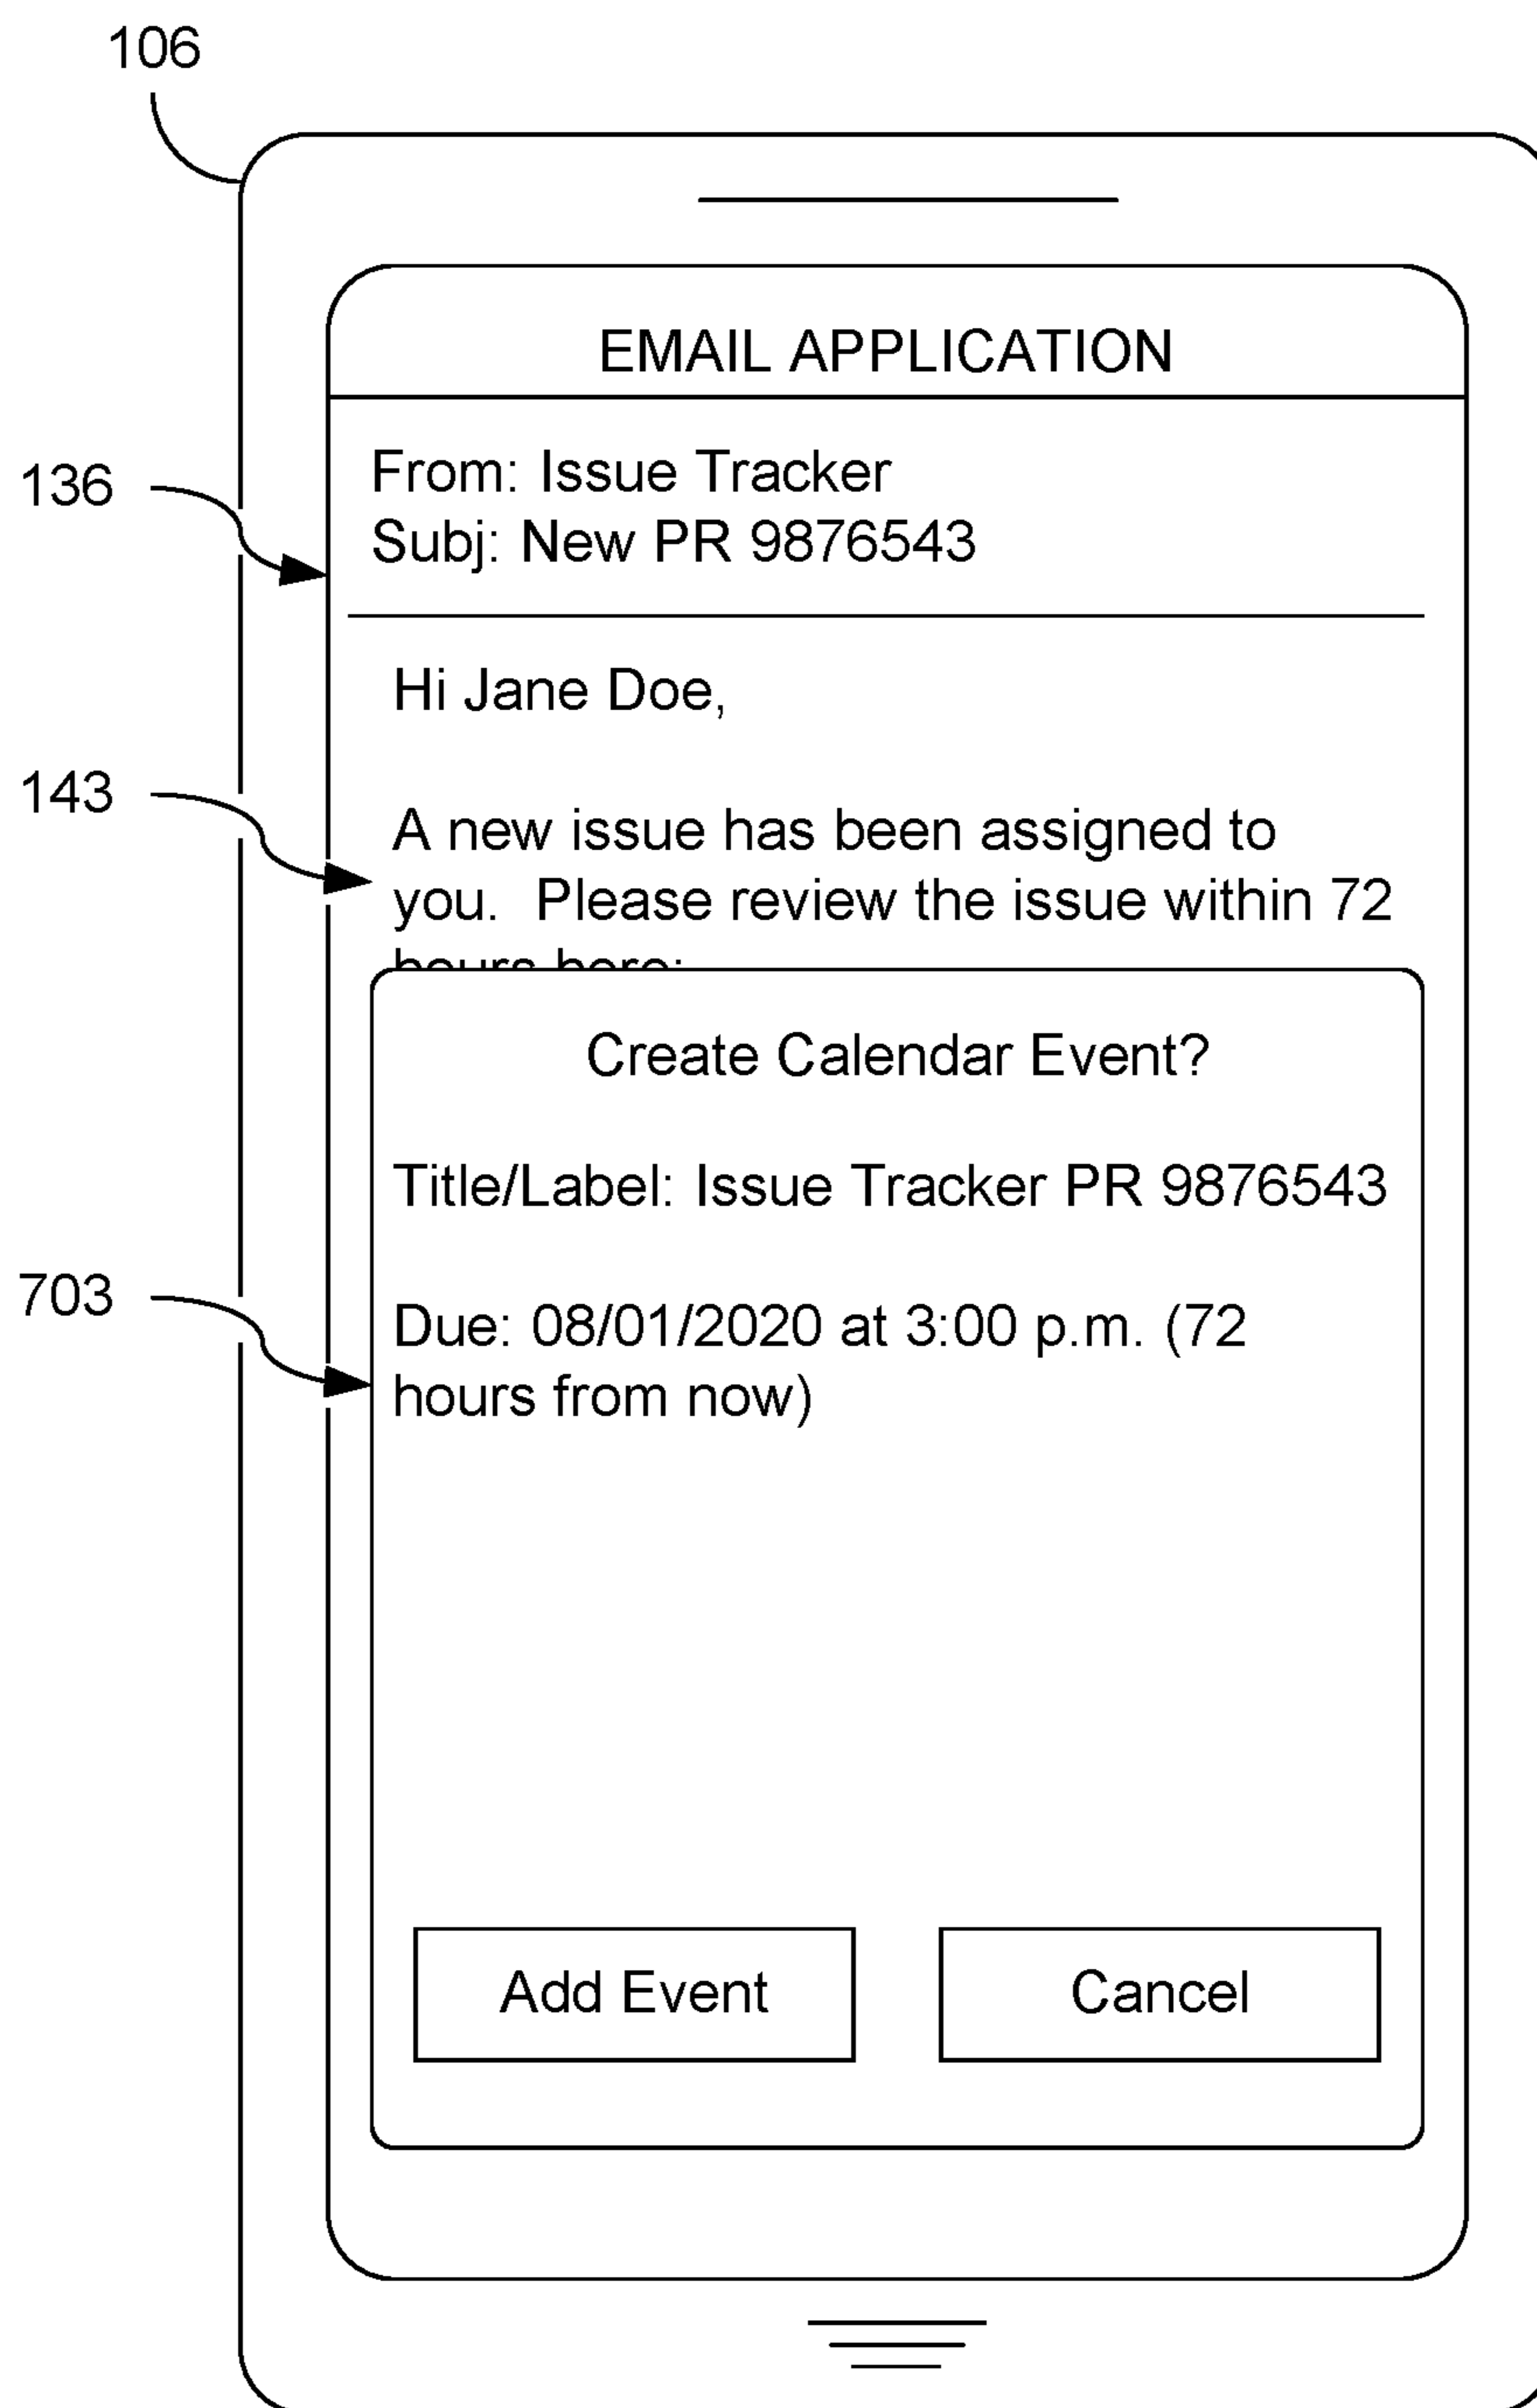 106
EMAIL APPLICATION
136
From: Issue Tracker
Subj: New PR 9876543
Hi Jane Doe,
143
A new issue has been assigned to
you.  Please review the issue within 72
hours here:
Create Calendar Event?
Title/Label: Issue Tracker PR 9876543
703
Due: 08/01/2020 at 3:00 p.m. (72
hours from now)
Add Event
Cancel